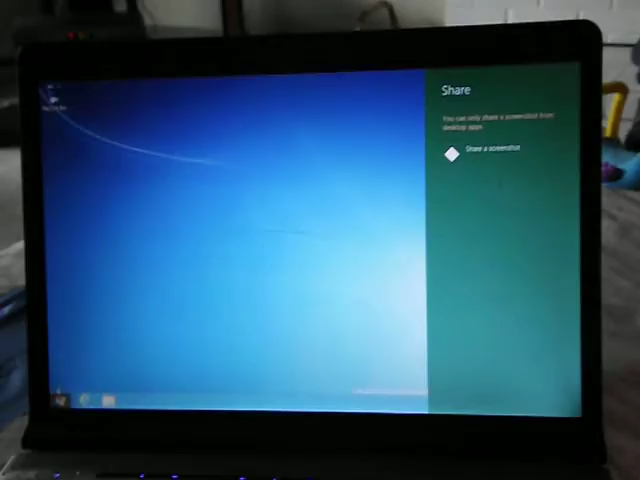 Share
You can only share a screenshot from
desktop apps.
Share a screenshot